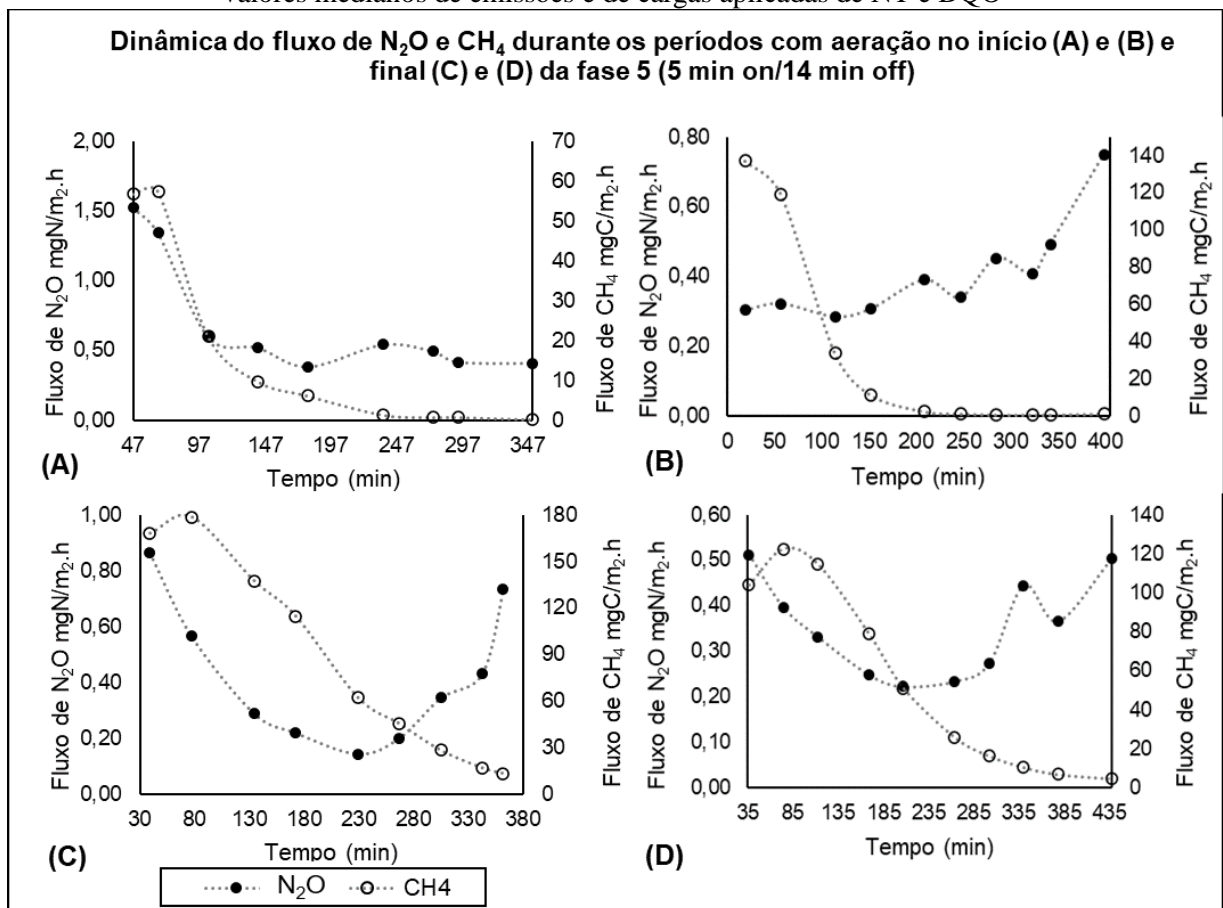 valores medianos de emissões e de cargas aplicadas de NT e DQO
Dinâmica do fluxo de N₂O e CH₄ durante os períodos com aeração no início (A) e (B) e
final (C) e (D) da fase 5 (5 min on/14 min off)
Fluxo de N₂O mgN/m₂.h
2,00
1,50
1,00
0,50
0,00
70
60
50
40
30
20
10
0
Fluxo de CH₄ mgC/m₂.h
47 97 147 197 247 297 347
Tempo (min)
(A)
Fluxo de N₂O mgN/m₂.h
0,80
0,60
0,40
0,20
0,00
140
120
100
80
60
40
20
0
Fluxo de CH₄ mgC/m₂.h
0 50 100 150 200 250 300 350 400
Tempo (min)
(B)
Fluxo de N₂O mgN/m₂.h
1,00
0,80
0,60
0,40
0,20
0,00
180
150
120
90
60
30
0
Fluxo de CH₄ mgC/m₂.h
30 80 130 180 230 280 330 380
Tempo (min)
(C)
Fluxo de N₂O mgN/m₂.h
0,60
0,50
0,40
0,35
0,20
0,10
0,00
140
120
100
80
60
40
20
0
Fluxo de CH₄ mgC/m₂.h
35 85 135 185 235 285 335 385 435
Tempo (min)
(D)
N₂O CH4